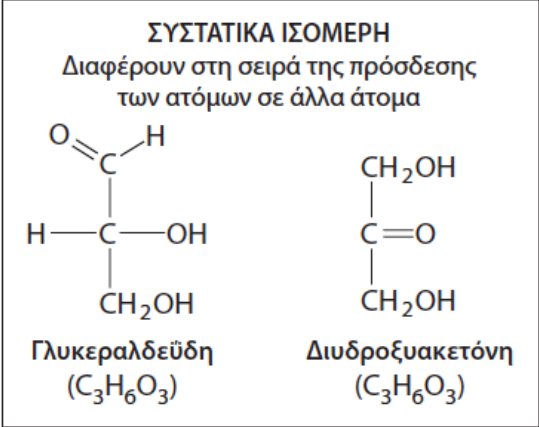 ΣΥΣΤΑΤΙΚΑ ΙΣΟΜΕΡΗ
Διαφέρουν στη σειρά της πρόσδεσης
των ατόμων σε άλλα άτομα
O H
C
H C OH
CH₂OH
Γλυκεραλδεΰδη
(C₃H₆O₃)
CH₂OH
C O
CH₂OH
Διυδροξυακετόνη
(C₃H₆O₃)